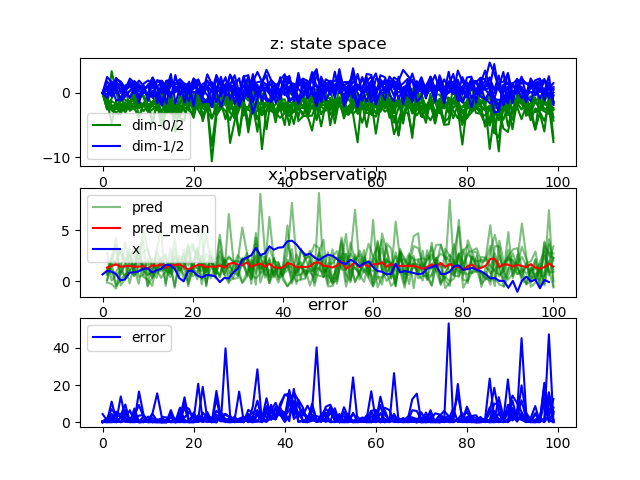 z: state space
0
−10
dim-0/2
dim-1/2
0 20 40 60 80 100
x: observation
5
0
pred
pred_mean
x
0 20 40 60 80 100
error
40
20
0
error
0 20 40 60 80 100